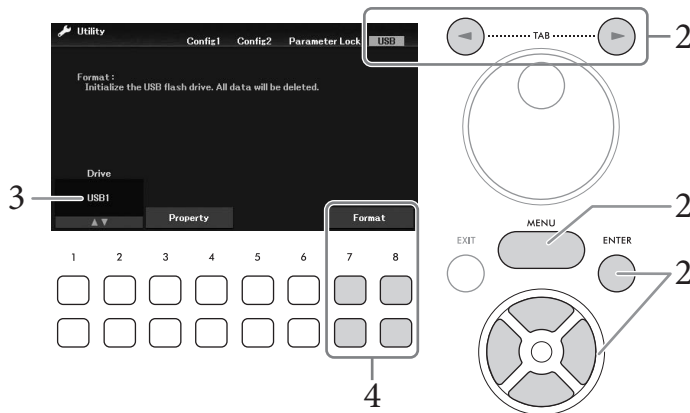 Utility
Config1 Config2 Parameter Lock USB
TAB
2
Format :
Initialize the USB flash drive. All data will be deleted.
Drive
3
USB1
▲▼ Property Format
MENU
2
EXIT
ENTER
2
1 2 3 4 5 6 7 8
4